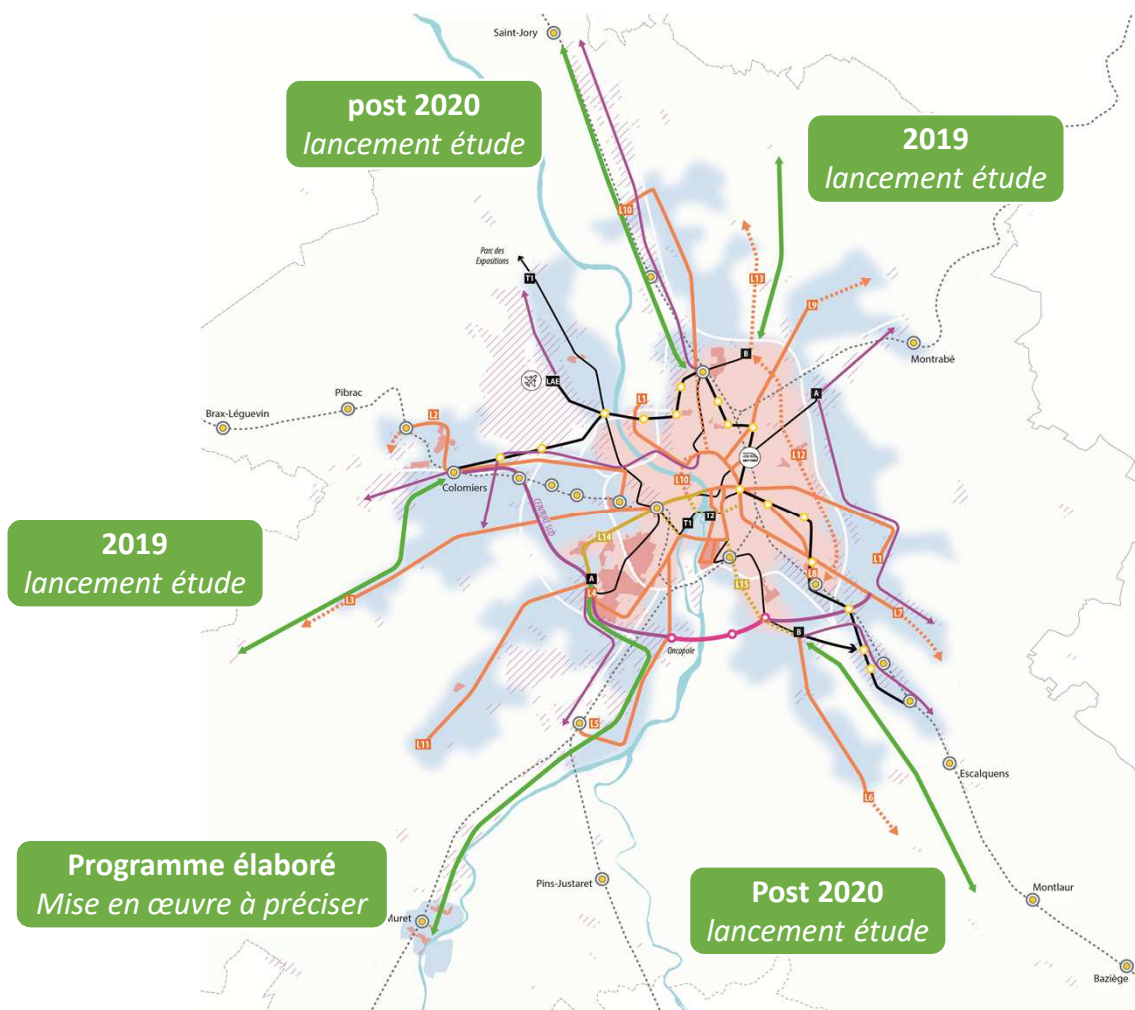 Saint-Jory
post 2020
lancement étude
2019
lancement étude
L10
Parc des
Expositions
T1
L13
L9
B
Montrabé
LAE
A
Pibrac
L1
Brax-Léguevin
L2
L12
L10
Colomiers
CEINTURE SUD
T1
T2
2019
lancement étude
L14
L1
A
L4
L8
L15
L3
L7
B
Oncopole
L5
L11
Escalquens
L6
Programme élaboré
Mise en œuvre à préciser
Pins-Justaret
Post 2020
lancement étude
Montlaur
Muret
Baziège